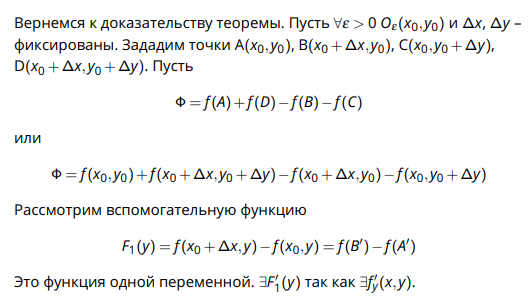 Вернемся к доказательству теоремы. Пусть ∀ε > 0 Oε(x₀,y₀) и Δx, Δy –
фиксированы. Зададим точки A(x₀,y₀), B(x₀ + Δx,y₀), C(x₀,y₀ + Δy),
D(x₀ + Δx,y₀ + Δy). Пусть
Φ = f(A) + f(D) − f(B) − f(C)
или
Φ = f(x₀,y₀) + f(x₀ + Δx,y₀ + Δy) − f(x₀ + Δx,y₀) − f(x₀,y₀ + Δy)
Рассмотрим вспомогательную функцию
F₁(y) = f(x₀ + Δx,y) − f(x₀,y) = f(B′) − f(A′)
Это функция одной переменной. ∃F₁′(y) так как ∃f′y(x,y).